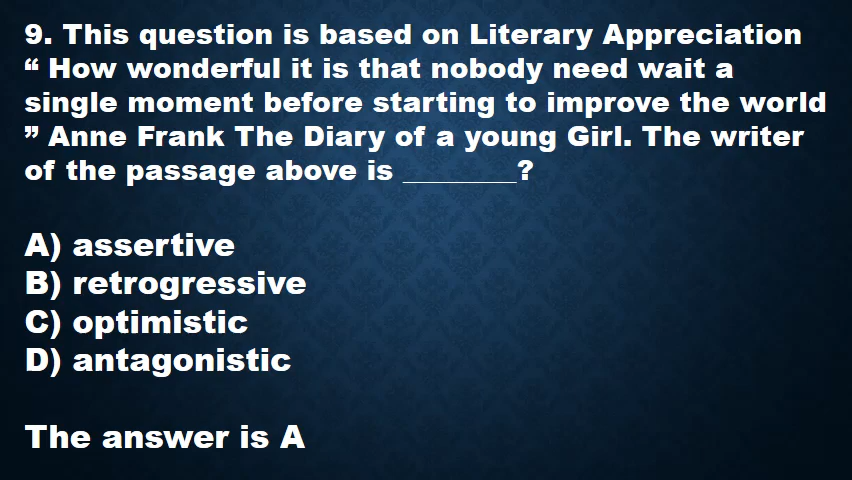 9. This question is based on Literary Appreciation
“ How wonderful it is that nobody need wait a
single moment before starting to improve the world
” Anne Frank The Diary of a young Girl. The writer
of the passage above is ________?
A) assertive
B) retrogressive
C) optimistic
D) antagonistic
The answer is A